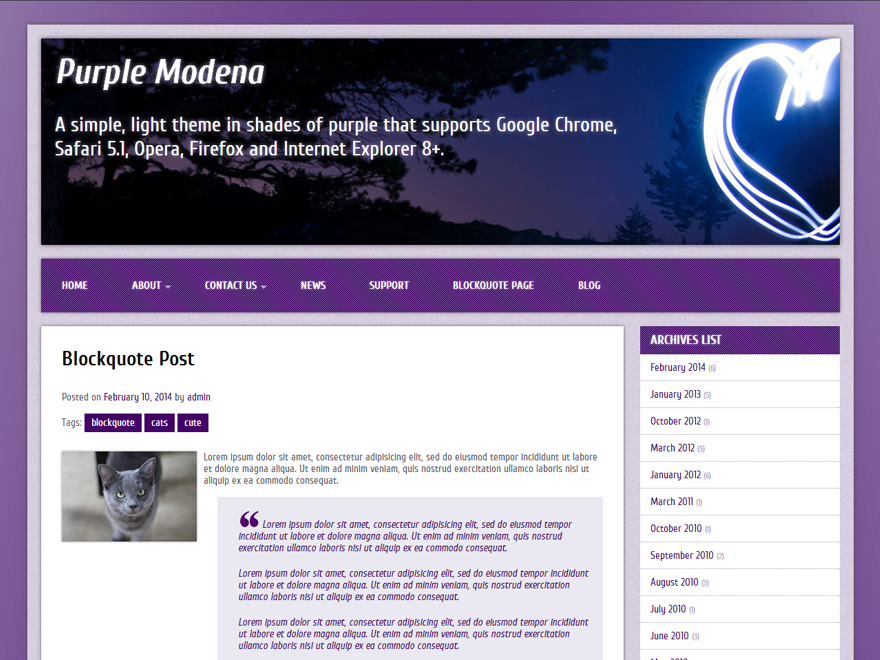 Purple Modena
A simple, light theme in shades of purple that supports Google Chrome,
Safari 5.1, Opera, Firefox and Internet Explorer 8+.
HOME ABOUT CONTACT US NEWS SUPPORT BLOCKQUOTE PAGE BLOG
Blockquote Post
Posted on February 10, 2014 by admin
Tags: blockquote cats cute
Lorem ipsum dolor sit amet, consectetur adipisicing elit, sed do eiusmod tempor incididunt ut labore
et dolore magna aliqua. Ut enim ad minim veniam, quis nostrud exercitation ullamco laboris nisi ut
aliquip ex ea commodo consequat.
“ Lorem ipsum dolor sit amet, consectetur adipisicing elit, sed do eiusmod tempor
incididunt ut labore et dolore magna aliqua. Ut enim ad minim veniam, quis nostrud
exercitation ullamco laboris nisi ut aliquip ex ea commodo consequat.
Lorem ipsum dolor sit amet, consectetur adipisicing elit, sed do eiusmod tempor incididunt
ut labore et dolore magna aliqua. Ut enim ad minim veniam, quis nostrud exercitation
ullamco laboris nisi ut aliquip ex ea commodo consequat.
Lorem ipsum dolor sit amet, consectetur adipisicing elit, sed do eiusmod tempor incididunt
ut labore et dolore magna aliqua. Ut enim ad minim veniam, quis nostrud exercitation
ullamco laboris nisi ut aliquip ex ea commodo consequat.
ARCHIVES LIST
February 2014 (6)
January 2013 (5)
October 2012 (1)
March 2012 (5)
January 2012 (6)
March 2011 (1)
October 2010 (1)
September 2010 (2)
August 2010 (3)
July 2010 (1)
June 2010 (3)